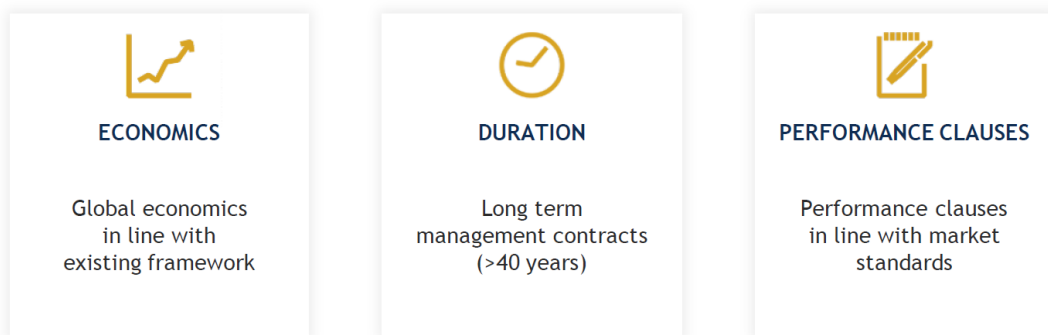 ECONOMICS
Global economics
in line with
existing framework
DURATION
Long term
management contracts
(>40 years)
PERFORMANCE CLAUSES
Performance clauses
in line with market
standards